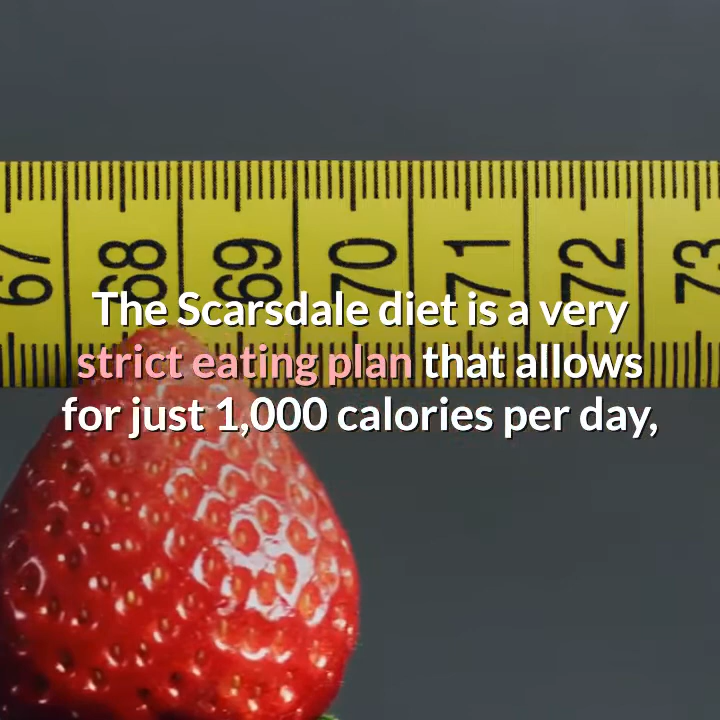 67 68 69 70 71 72 73
The Scarsdale diet is a very
strict eating plan that allows
for just 1,000 calories per day,